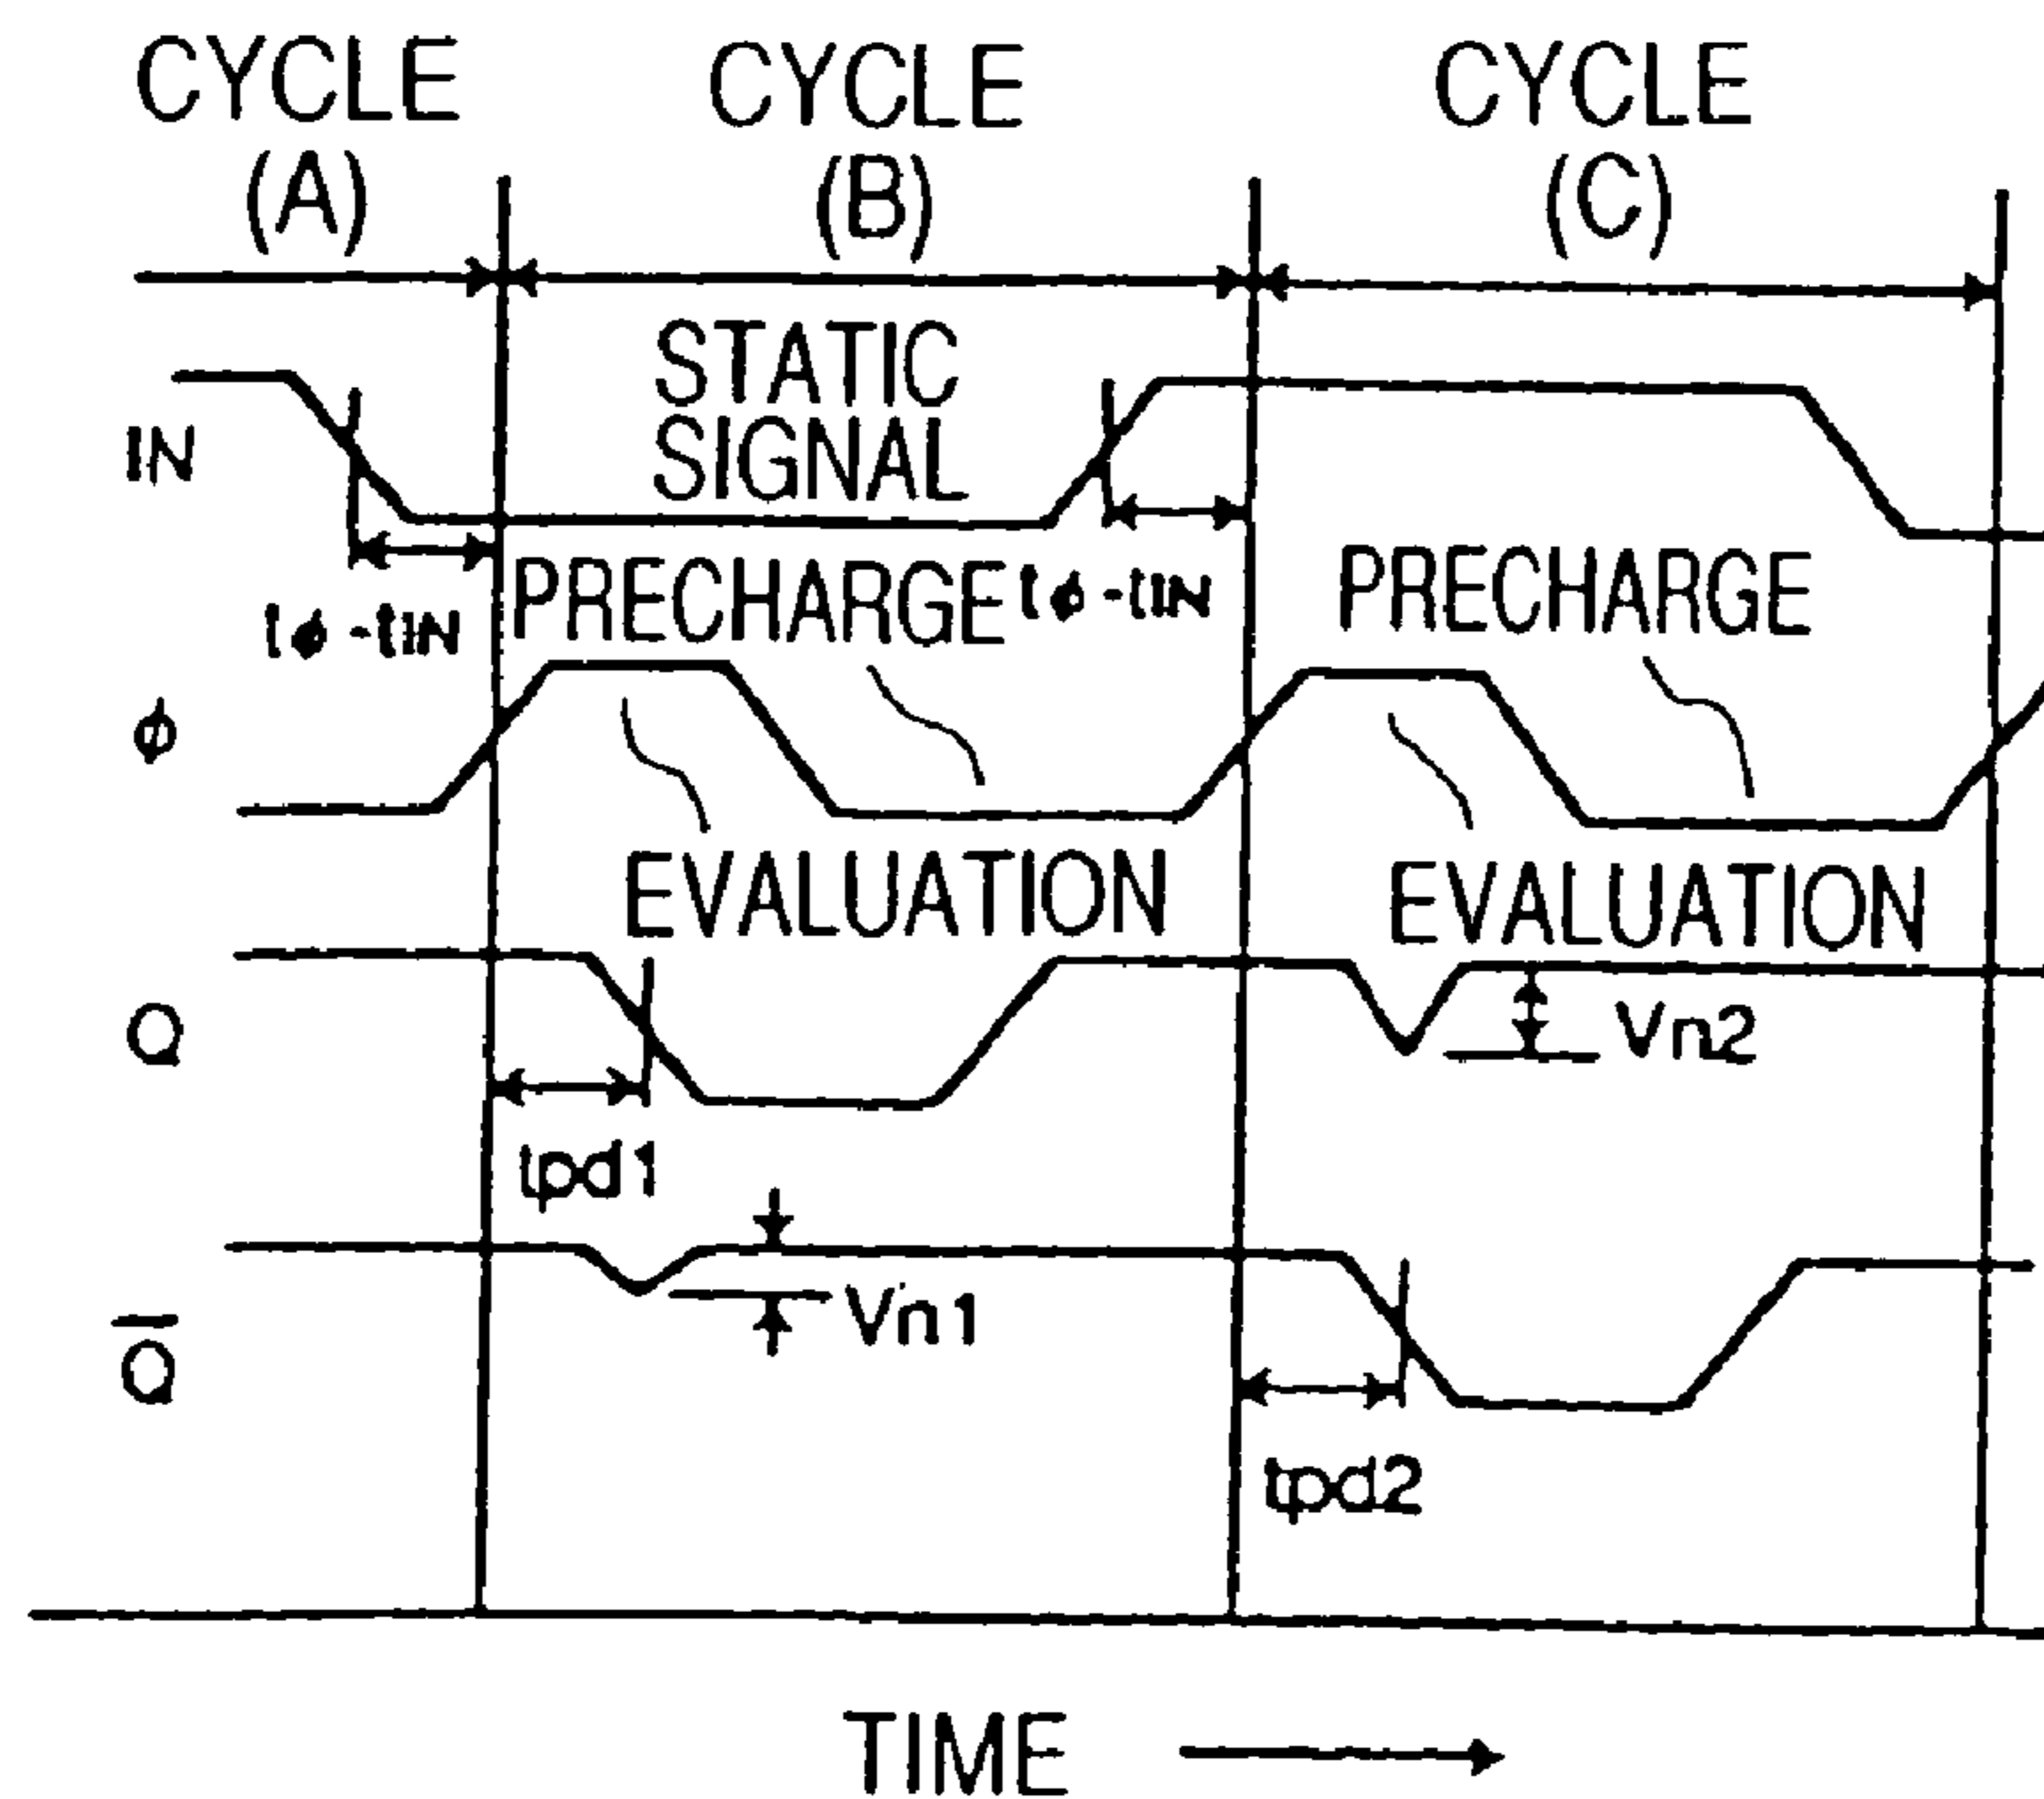 CYCLE
(A)
CYCLE
(B)
CYCLE
(C)
STATIC
SIGNAL
IN
tφ-tIN
PRECHARGE
tφ-tIN
PRECHARGE
φ
EVALUATION
EVALUATION
Q
Vn2
tpd1
Vn1
Q̅
tpd2
TIME